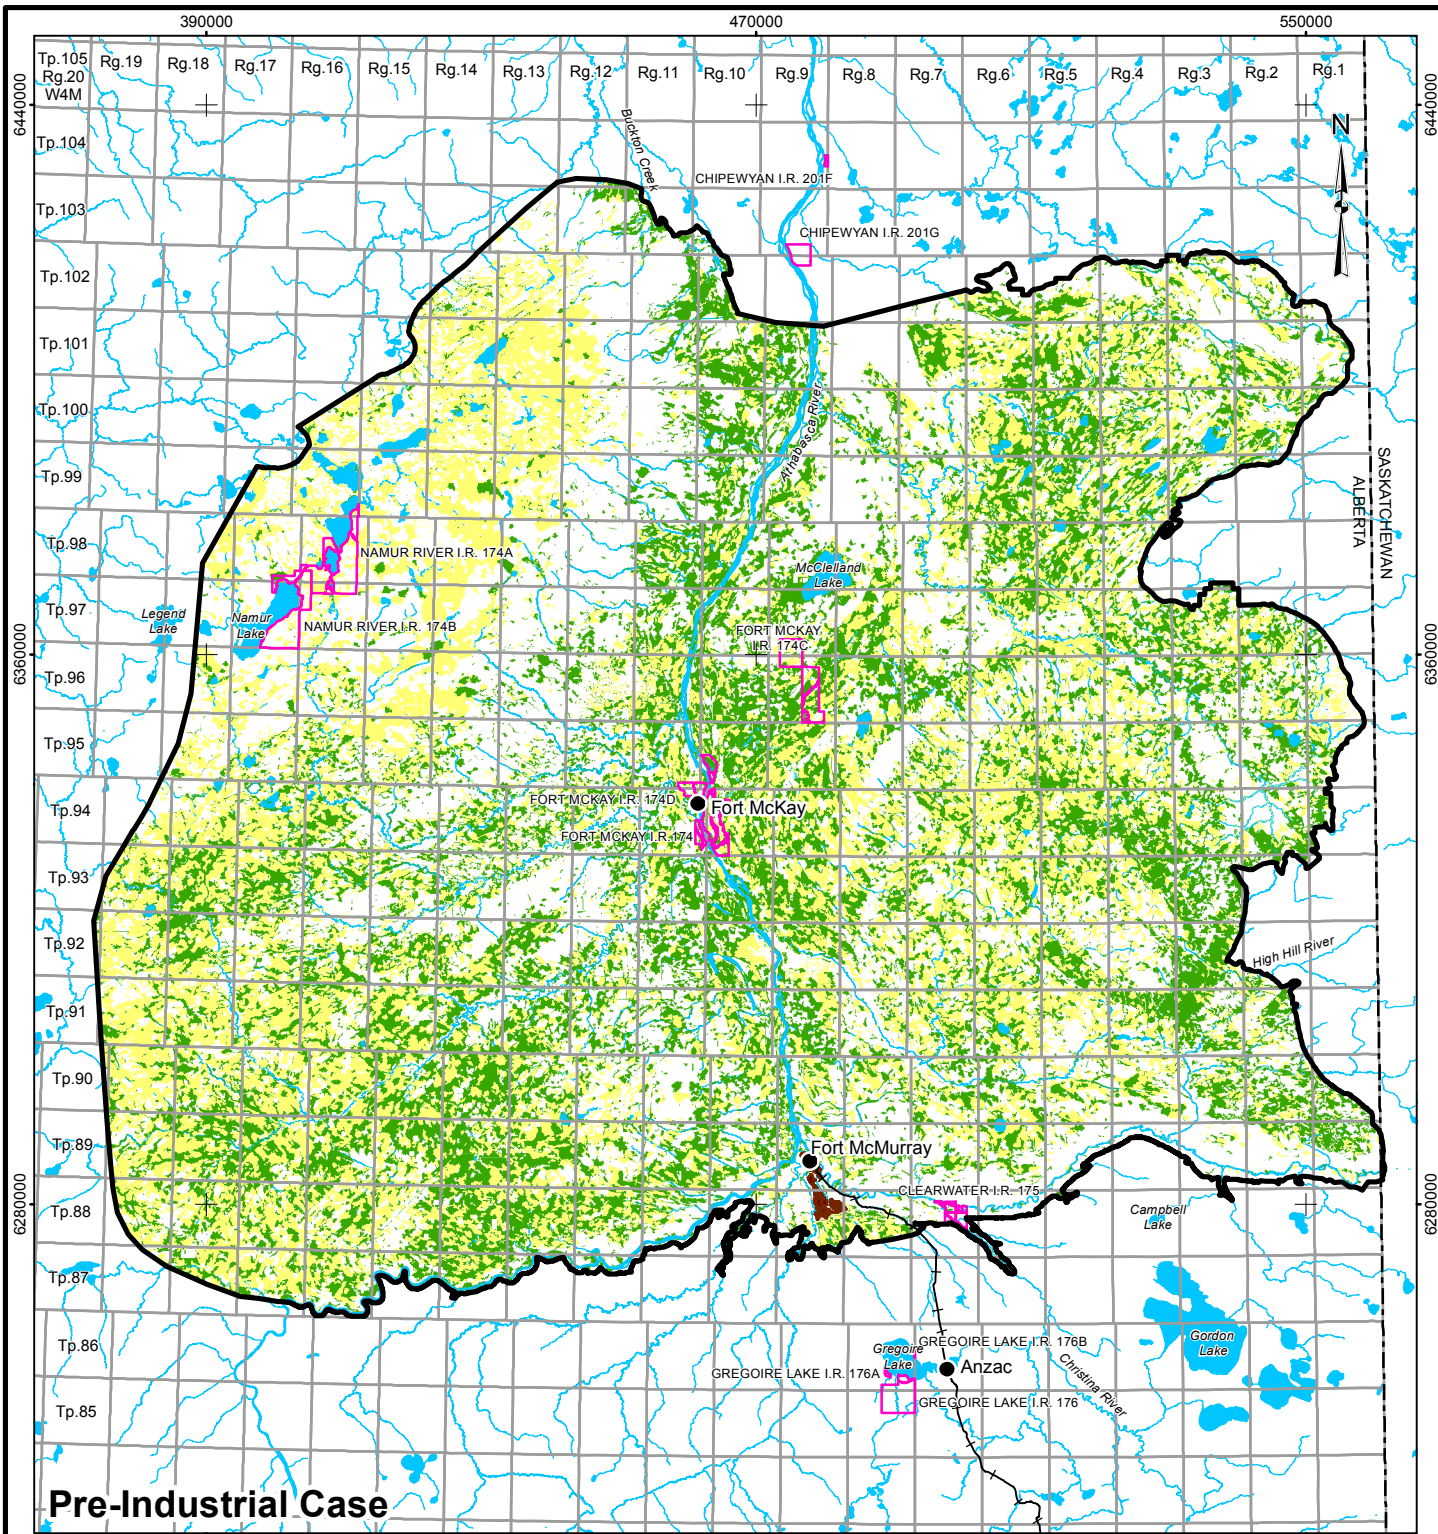 390000
470000
550000
Tp.105
Rg.20
W4M
Rg.19
Rg.18
Rg.17
Rg.16
Rg.15
Rg.14
Rg.13
Rg.12
Rg.11
Rg.10
Rg.9
Rg.8
Rg.7
Rg.6
Rg.5
Rg.4
Rg.3
Rg.2
Rg.1
6440000
6440000
N
Tp.104
Buckton Creek
CHIPEWYAN I.R. 201F
Tp.103
CHIPEWYAN I.R. 201G
Tp.102
Tp.101
Tp.100
Athabasca River
Tp.99
SASKATCHEWAN
ALBERTA
Tp.98
NAMUR RIVER I.R. 174A
McClelland
Lake
Tp.97
Legend
Lake
Namur
Lake
NAMUR RIVER I.R. 174B
FORT MCKAY
I.R. 174C
6360000
6360000
Tp.96
Tp.95
Tp.94
FORT MCKAY I.R. 174D
Fort McKay
FORT MCKAY I.R. 174
Tp.93
Tp.92
High Hill River
Tp.91
Tp.90
Tp.89
Fort McMurray
CLEARWATER I.R. 175
6280000
6280000
Tp.88
Campbell
Lake
Tp.87
Tp.86
GREGOIRE LAKE I.R. 176B
Gregoire
Lake
Gordon
Lake
Anzac
GREGOIRE LAKE I.R. 176A
Christina River
GREGOIRE LAKE I.R. 176
Tp.85
Pre-Industrial Case